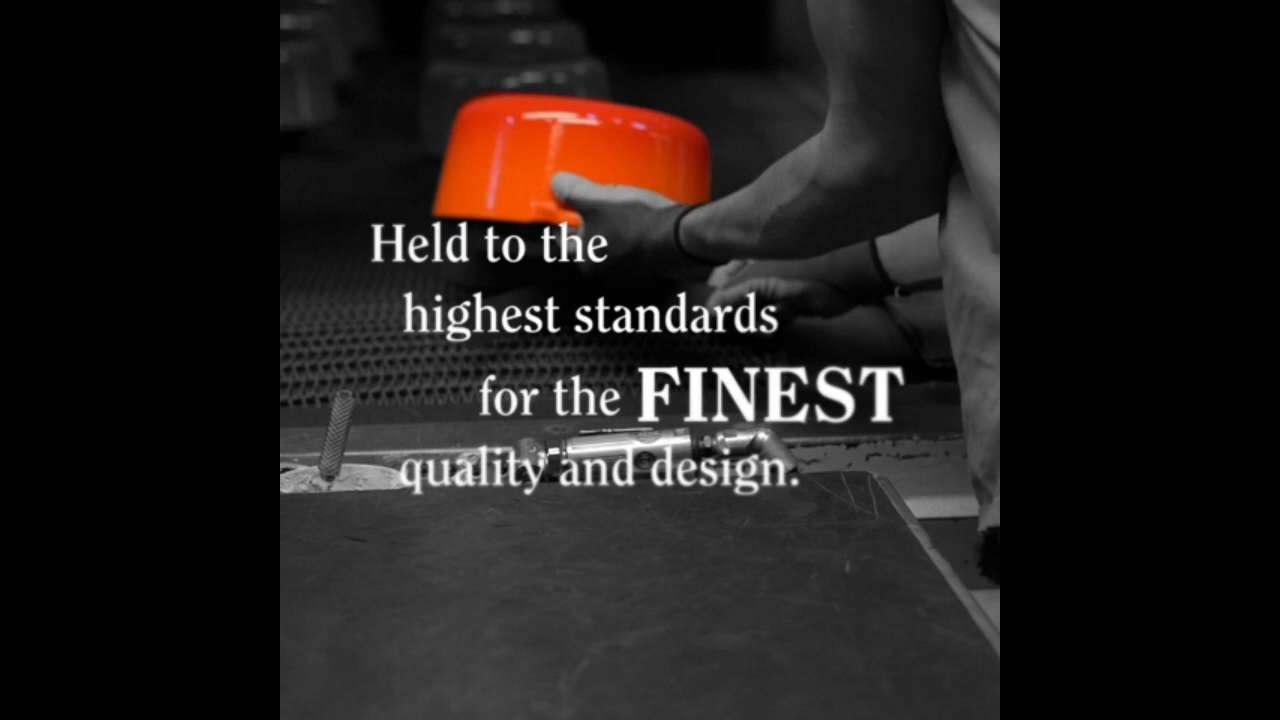 Held to the
highest standards
for the FINEST
quality and design.